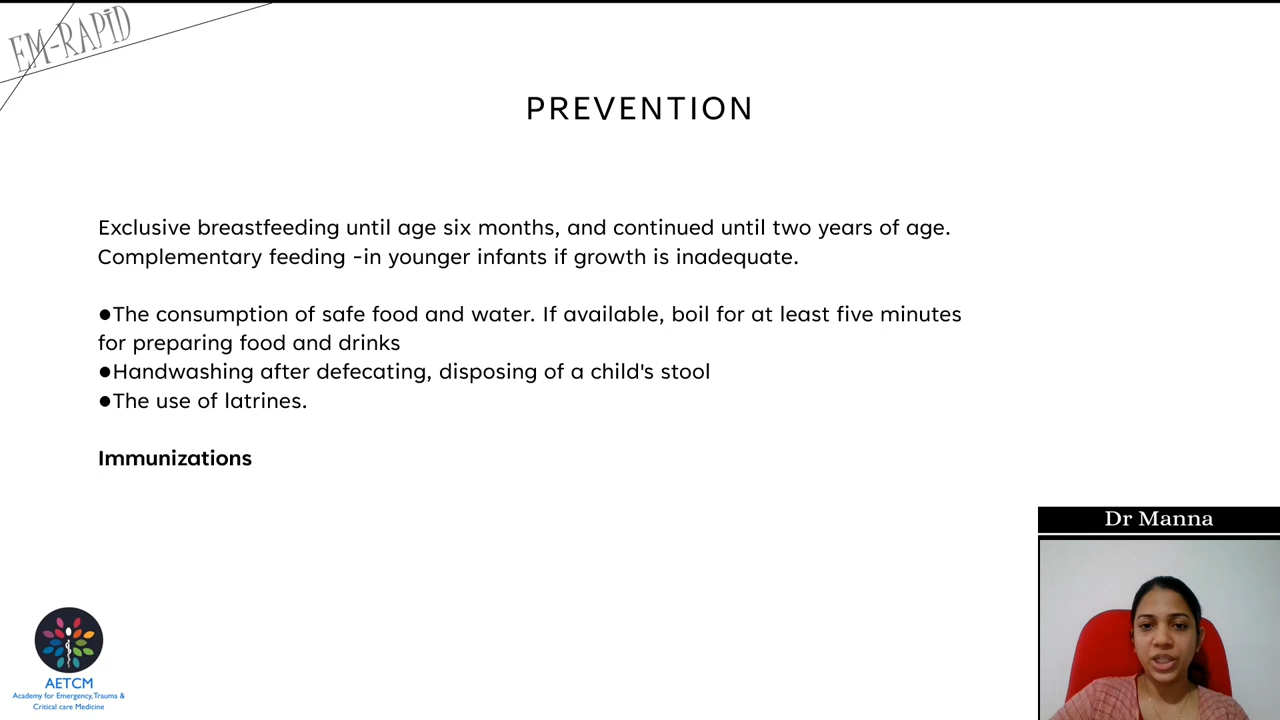 EM-RAPID
PREVENTION
Exclusive breastfeeding until age six months, and continued until two years of age.
Complementary feeding -in younger infants if growth is inadequate.
●The consumption of safe food and water. If available, boil for at least five minutes
for preparing food and drinks
●Handwashing after defecating, disposing of a child's stool
●The use of latrines.
Immunizations
Dr Manna
AETCM
Academy for Emergency, Trauma &
Critical care Medicine